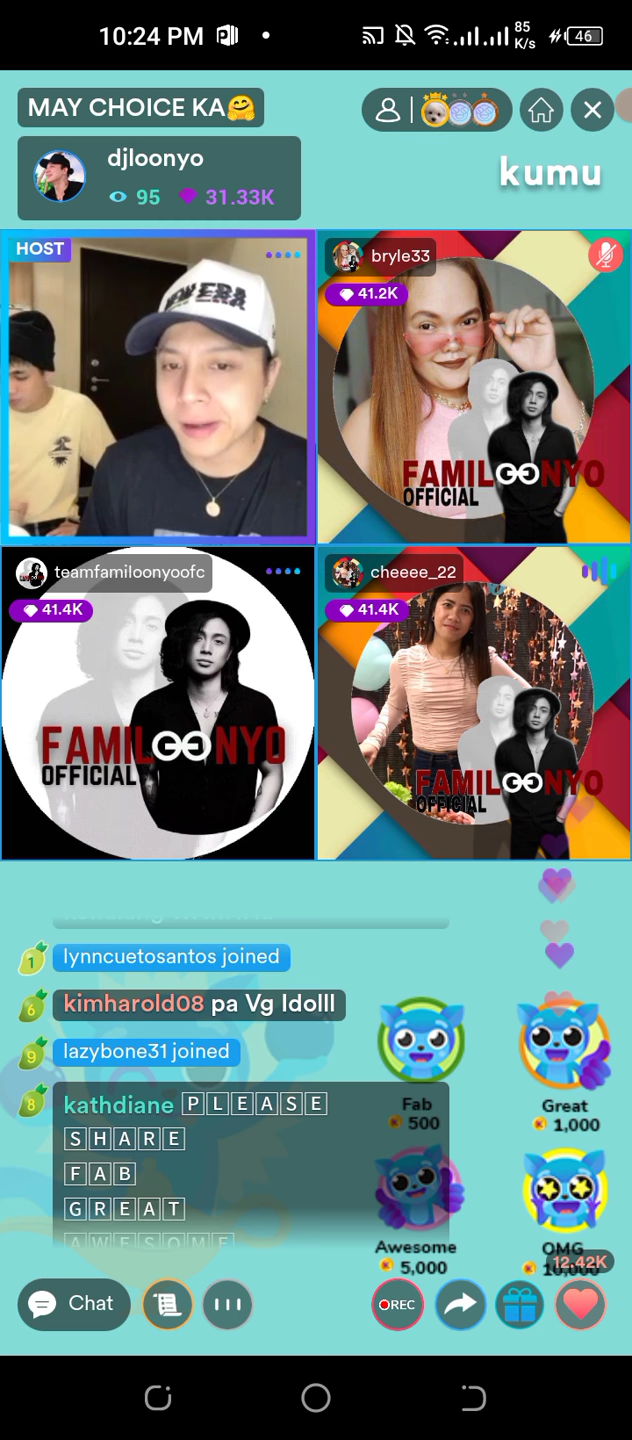 10:24 PM
85
K/s
46
MAY CHOICE KA🤗
djloonyo
95
31.33K
kumu
HOST
NEW ERA
bryle33
41.2K
FAMILOONYO
OFFICIAL
teamfamiloonyoofc
41.4K
FAMILOONYO
OFFICIAL
cheeee_22
41.4K
FAMILOONYO
OFFICIAL
1
lynncuetosantos joined
6
kimharold08 pa Vg Idolll
9
lazybone31 joined
8
kathdiane 🄿🄻🄴🄰🅂🄴
🅂🄷🄰🅁🄴
🄵🄰🄱
🄶🅁🄴🄰🅃
🄰🅆🄴🅂🄾🄼🄴
Fab
500
Great
1,000
Awesome
5,000
OMG
10,000
12.42K
Chat
REC